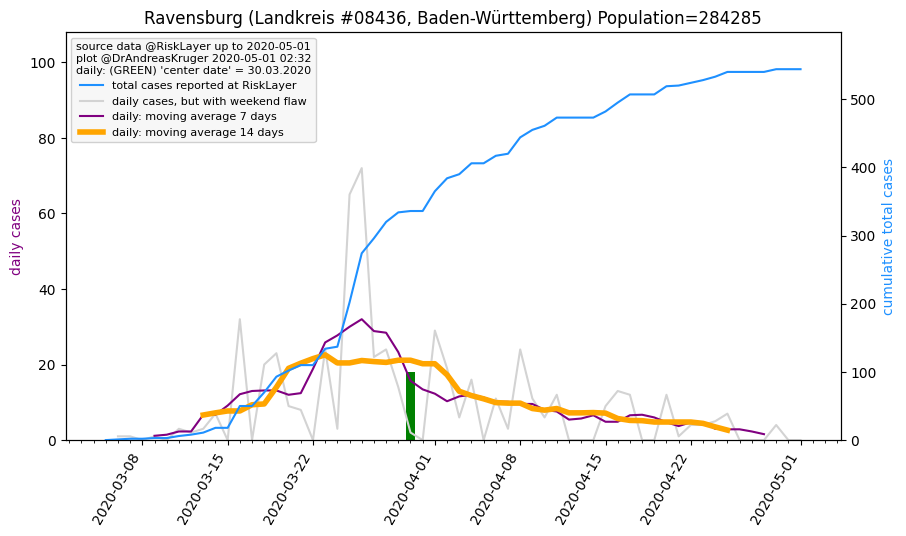 Ravensburg (Landkreis #08436, Baden-Württemberg) Population=284285
source data @RiskLayer up to 2020-05-01
plot @DrAndreasKruger 2020-05-01 02:32
daily: (GREEN) 'center date' = 30.03.2020
total cases reported at RiskLayer
daily cases, but with weekend flaw
daily: moving average 7 days
daily: moving average 14 days
daily cases
100
80
60
40
20
0
cumulative total cases
500
400
300
200
100
0
2020-03-08
2020-03-15
2020-03-22
2020-04-01
2020-04-08
2020-04-15
2020-04-22
2020-05-01